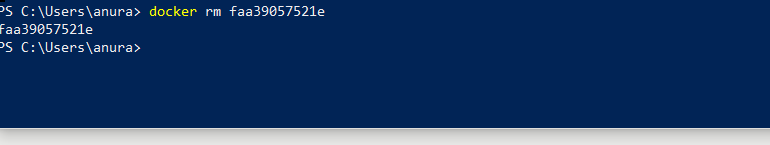 PS C:\Users\anura> docker rm faa39057521e
faa39057521e
PS C:\Users\anura>